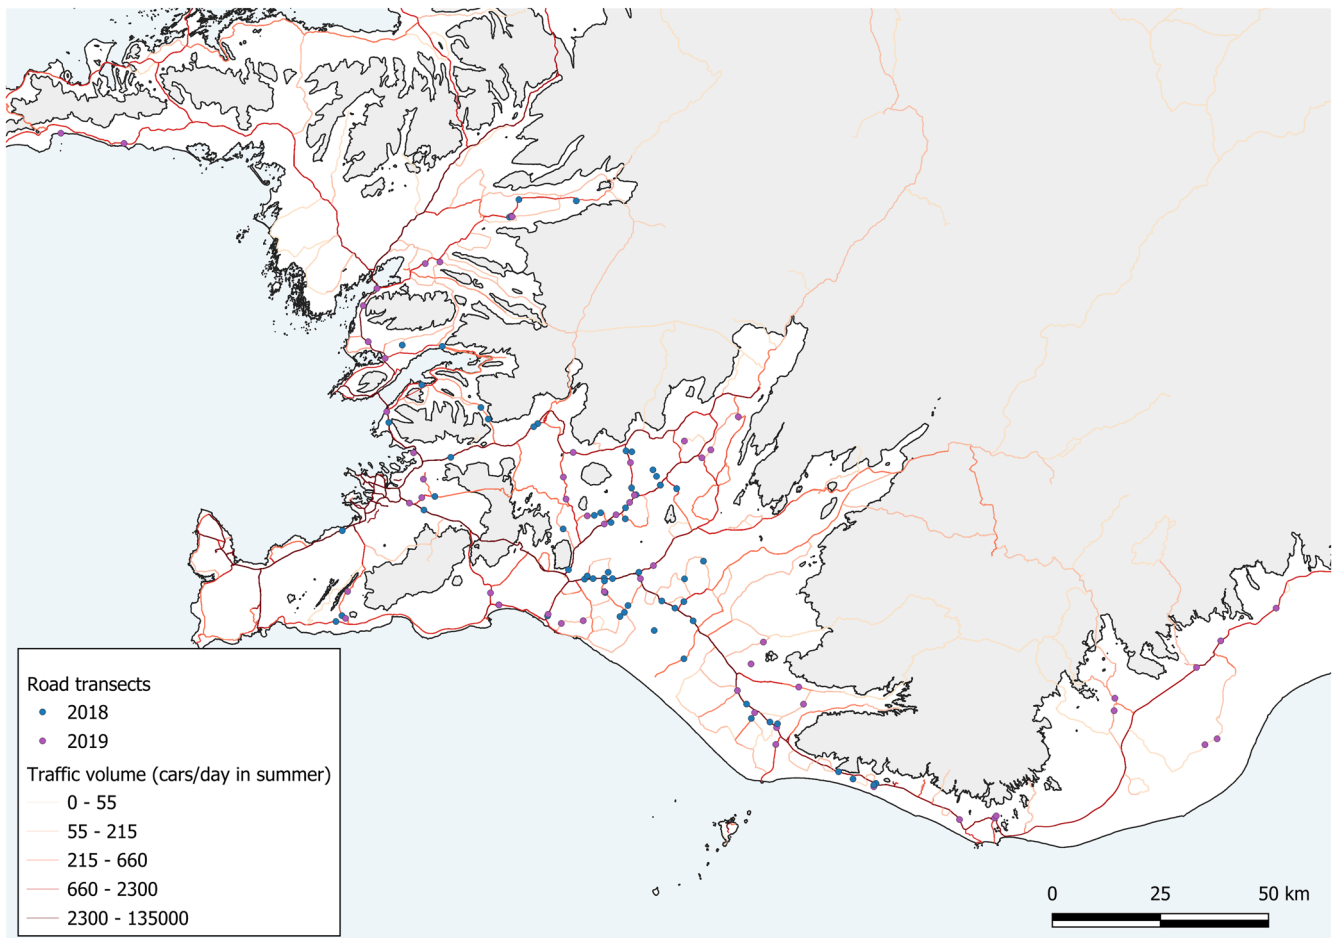 Road transects
2018
2019
Traffic volume (cars/day in summer)
0 - 55
55 - 215
215 - 660
660 - 2300
2300 - 135000
0 25 50 km